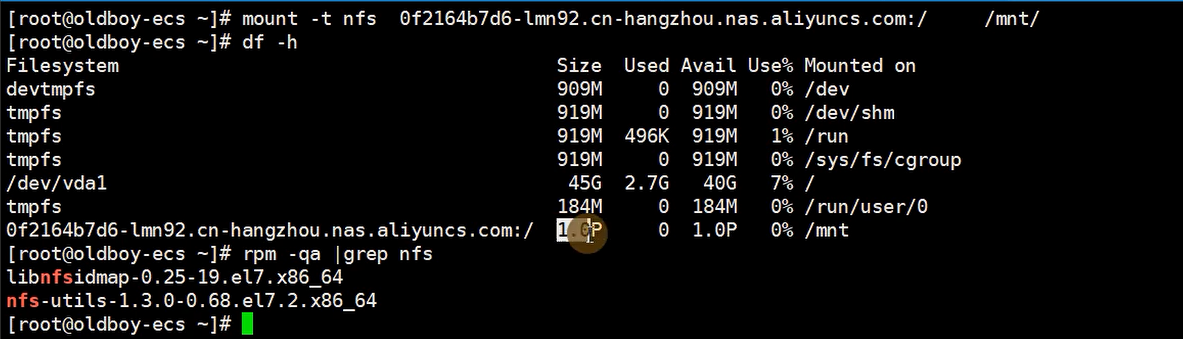 [root@oldboy-ecs ~]# mount -t nfs  0f2164b7d6-lmn92.cn-hangzhou.nas.aliyuncs.com:/     /mnt/
[root@oldboy-ecs ~]# df -h
Filesystem                                      Size  Used Avail Use% Mounted on
devtmpfs                                        909M     0  909M   0% /dev
tmpfs                                           919M     0  919M   0% /dev/shm
tmpfs                                           919M  496K  919M   1% /run
tmpfs                                           919M     0  919M   0% /sys/fs/cgroup
/dev/vda1                                        45G  2.7G   40G   7% /
tmpfs                                           184M     0  184M   0% /run/user/0
0f2164b7d6-lmn92.cn-hangzhou.nas.aliyuncs.com:/  1.0P     0  1.0P   0% /mnt
[root@oldboy-ecs ~]# rpm -qa |grep nfs
libnfsidmap-0.25-19.el7.x86_64
nfs-utils-1.3.0-0.68.el7.2.x86_64
[root@oldboy-ecs ~]#